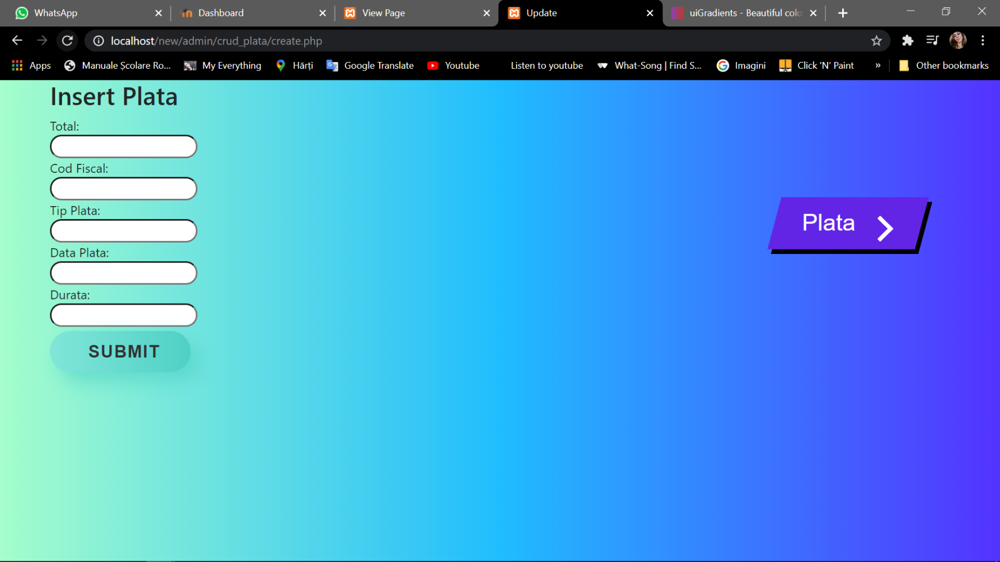 WhatsApp
Dashboard
View Page
Update
uiGradients - Beautiful colo
localhost/new/admin/crud_plata/create.php
Apps
Manuale Școlare Ro...
My Everything
Hărți
Google Translate
Youtube
Listen to youtube
What-Song | Find S...
Imagini
Click 'N' Paint
»
Other bookmarks
Insert Plata
Total:
Cod Fiscal:
Tip Plata:
Data Plata:
Durata:
SUBMIT
Plata